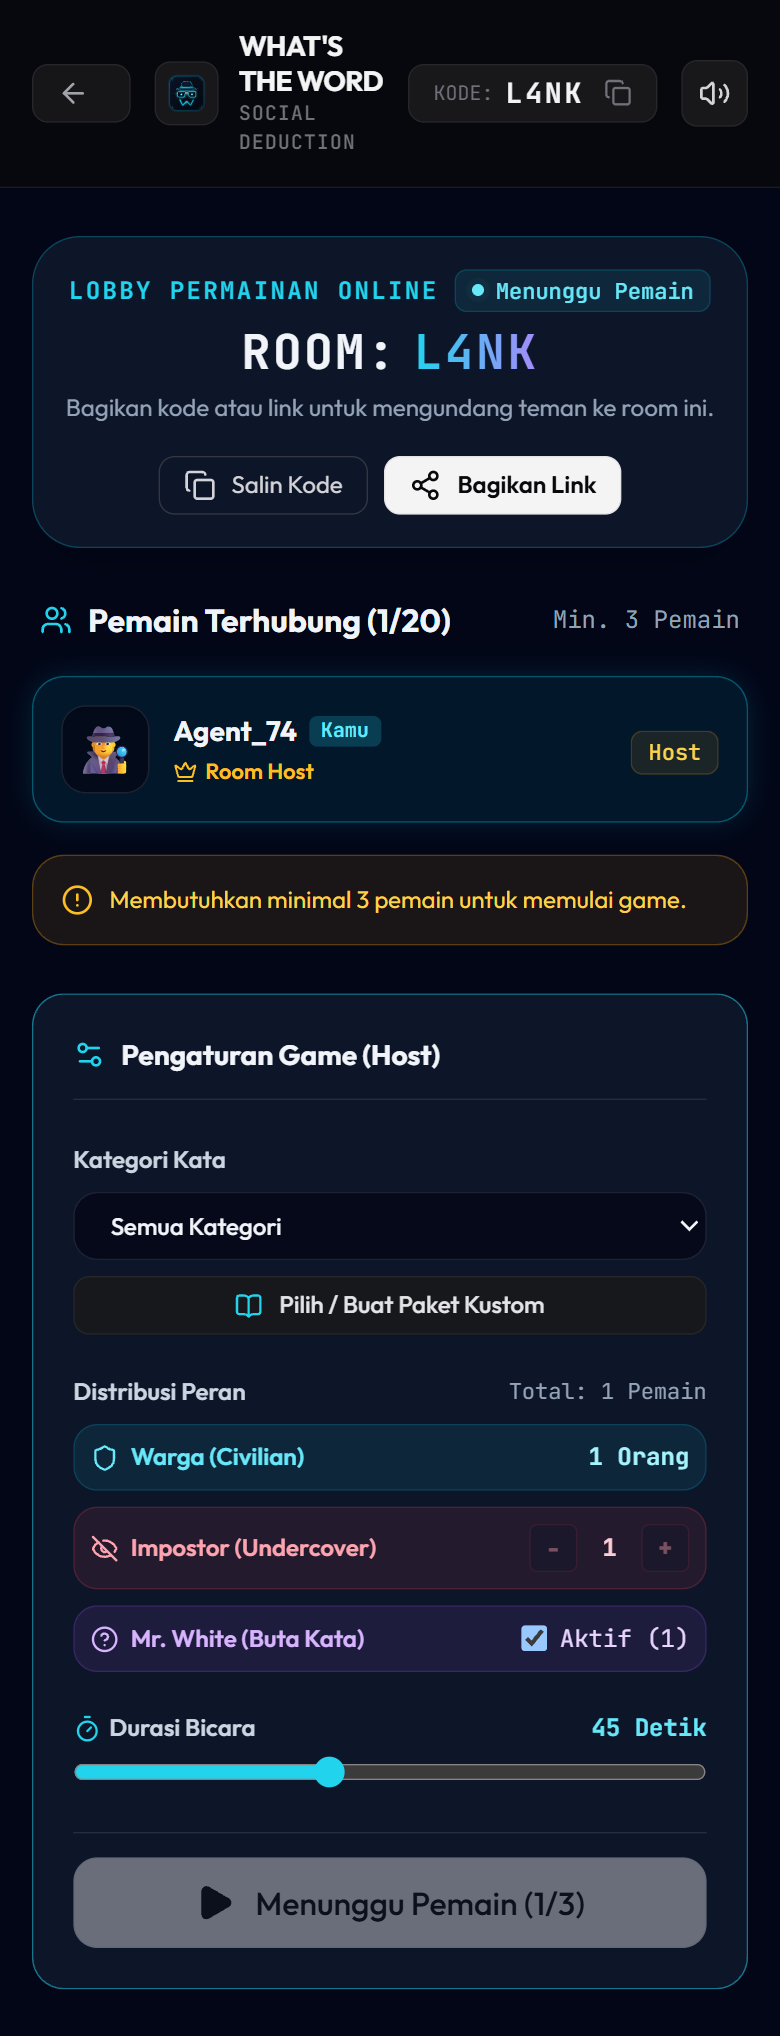 WHAT'S
THE WORD
SOCIAL
DEDUCTION
KODE: L4NK
LOBBY PERMAINAN ONLINE
Menunggu Pemain
ROOM: L4NK
Bagikan kode atau link untuk mengundang teman ke room ini.
Salin Kode
Bagikan Link
Pemain Terhubung (1/20)
Min. 3 Pemain
Agent_74 Kamu
Room Host
Host
Membutuhkan minimal 3 pemain untuk memulai game.
Pengaturan Game (Host)
Kategori Kata
Semua Kategori
Pilih / Buat Paket Kustom
Distribusi Peran
Total: 1 Pemain
Warga (Civilian)
1 Orang
Impostor (Undercover)
- 1 +
Mr. White (Buta Kata)
Aktif (1)
Durasi Bicara
45 Detik
Menunggu Pemain (1/3)